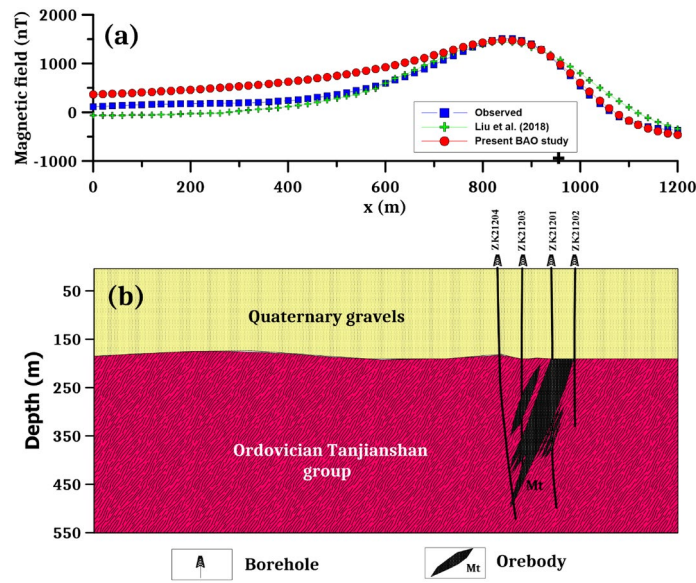 (a)
Magnetic field (nT)
2000
1000
0
-1000
Observed
Liu et al. (2018)
Present BAO study
0 200 400 600 800 1000 1200
x (m)
ZK21204
ZK21203
ZK21201
ZK21202
(b)
Depth (m)
50
150
250
350
450
550
Quaternary gravels
Ordovician Tanjianshan
group
Mt
Borehole
Mt
Orebody